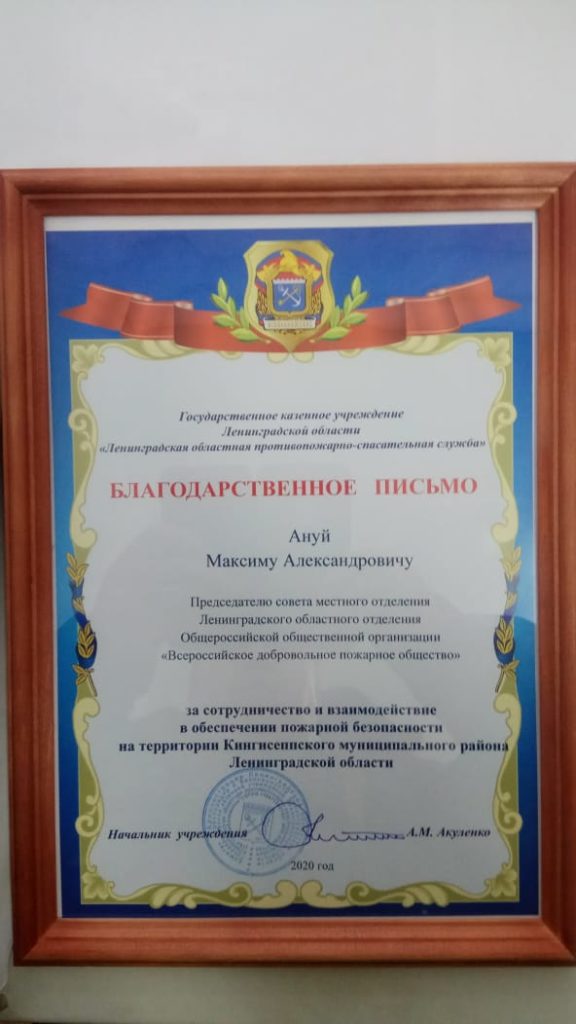 Государственное казенное учреждение
Ленинградской области
«Ленинградская областная противопожарно-спасательная служба»
БЛАГОДАРСТВЕННОЕ ПИСЬМО
Ануй
Максиму Александровичу
Председателю совета местного отделения
Ленинградского областного отделения
Общероссийской общественной организации
«Всероссийское добровольное пожарное общество»
за сотрудничество и взаимодействие
в обеспечении пожарной безопасности
на территории Кингисеппского муниципального района
Ленинградской области
Начальник учреждения А.М. Акуленко
2020 год